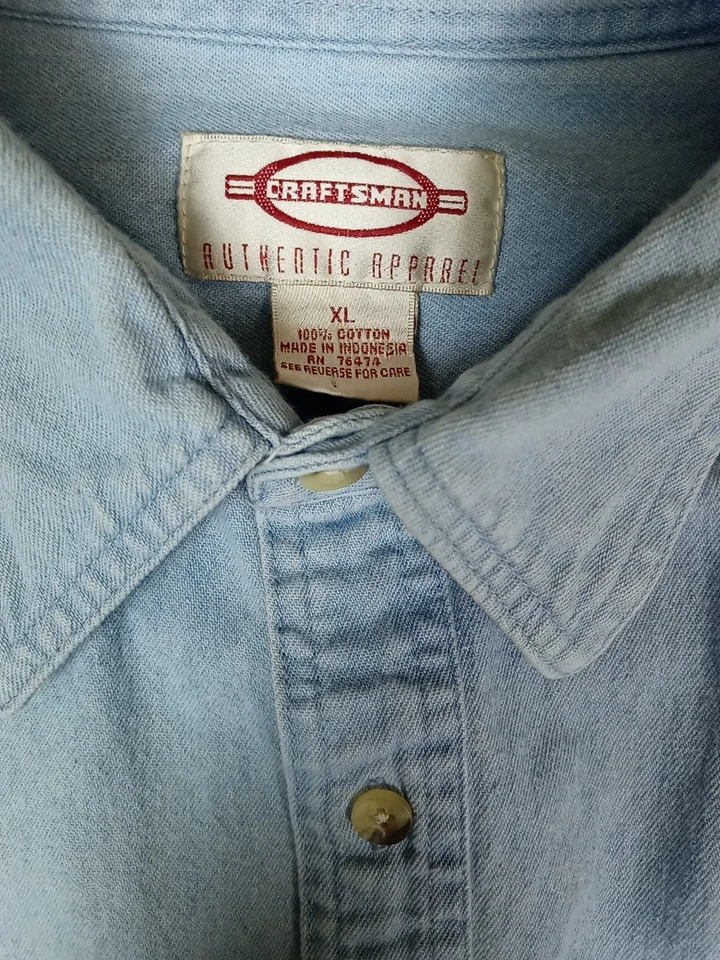 CRAFTSMAN
AUTHENTIC APPAREL
XL
100% COTTON
MADE IN INDONESIA
RN 76474
SEE REVERSE FOR CARE